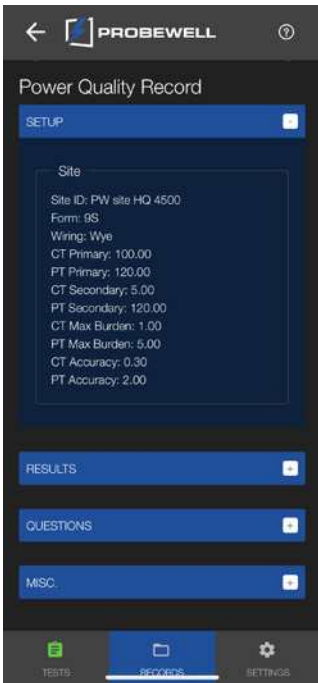 PROBEWELL
Power Quality Record
SETUP
Site
Site ID: PW site HQ 4500
Form: 9S
Wiring: Wye
CT Primary: 100.00
PT Primary: 120.00
CT Secondary: 5.00
PT Secondary: 120.00
CT Max Burden: 1.00
PT Max Burden: 5.00
CT Accuracy: 0.30
PT Accuracy: 2.00
RESULTS
QUESTIONS
MISC.
TESTS RECORDS SETTINGS